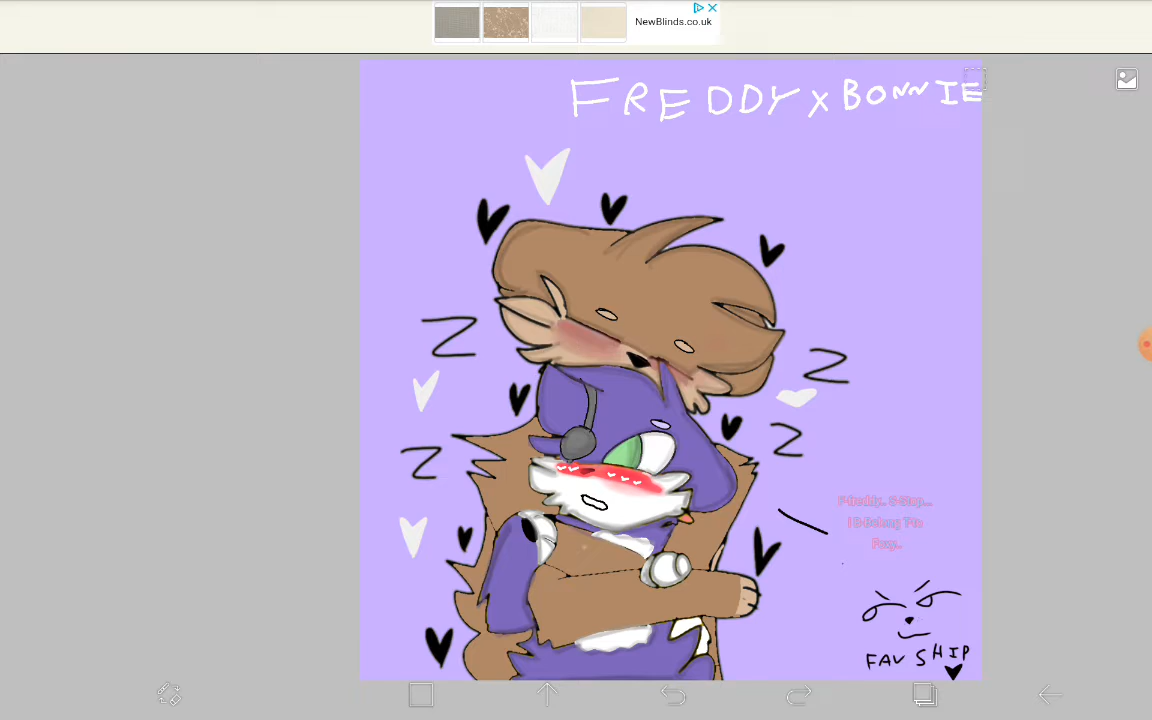 NewBlinds.co.uk
FREDDY x BONNIE
Z
Z
Z
Z
F-freddy.. S-Stop...
I B-Belong T-to
Foxy..
FAV SHIP